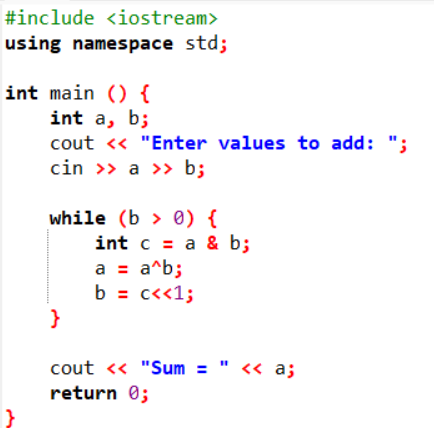 #include <iostream>
using namespace std;
int main () {
int a, b;
cout << "Enter values to add: ";
cin >> a >> b;
while (b > 0) {
int c = a & b;
a = a^b;
b = c<<1;
}
cout << "Sum = " << a;
return 0;
}